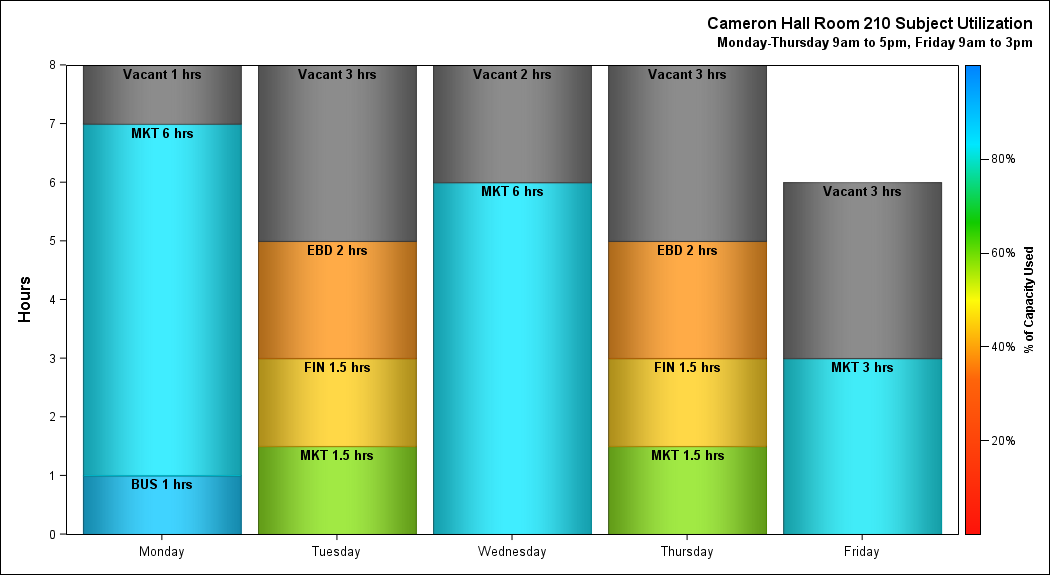 Cameron Hall Room 210 Subject Utilization
Monday-Thursday 9am to 5pm, Friday 9am to 3pm
Hours
8
7
6
5
4
3
2
1
0
Vacant 1 hrs
MKT 6 hrs
BUS 1 hrs
Vacant 3 hrs
EBD 2 hrs
FIN 1.5 hrs
MKT 1.5 hrs
Vacant 2 hrs
MKT 6 hrs
Vacant 3 hrs
EBD 2 hrs
FIN 1.5 hrs
MKT 1.5 hrs
Vacant 3 hrs
MKT 3 hrs
Monday
Tuesday
Wednesday
Thursday
Friday
80%
60%
40%
20%
% of Capacity Used